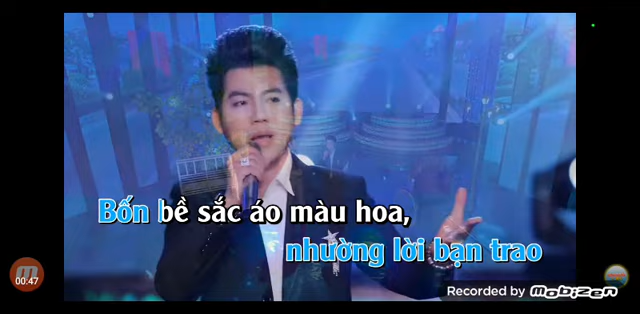 Bốn bề sắc áo màu hoa,
nhường lời bạn trao
00:47
Recorded by Mobizen